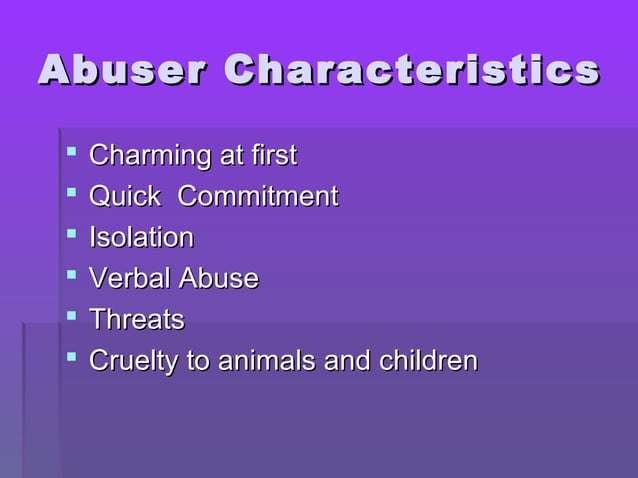 Abuser Characteristics
▪ Charming at first
▪ Quick  Commitment
▪ Isolation
▪ Verbal Abuse
▪ Threats
▪ Cruelty to animals and children